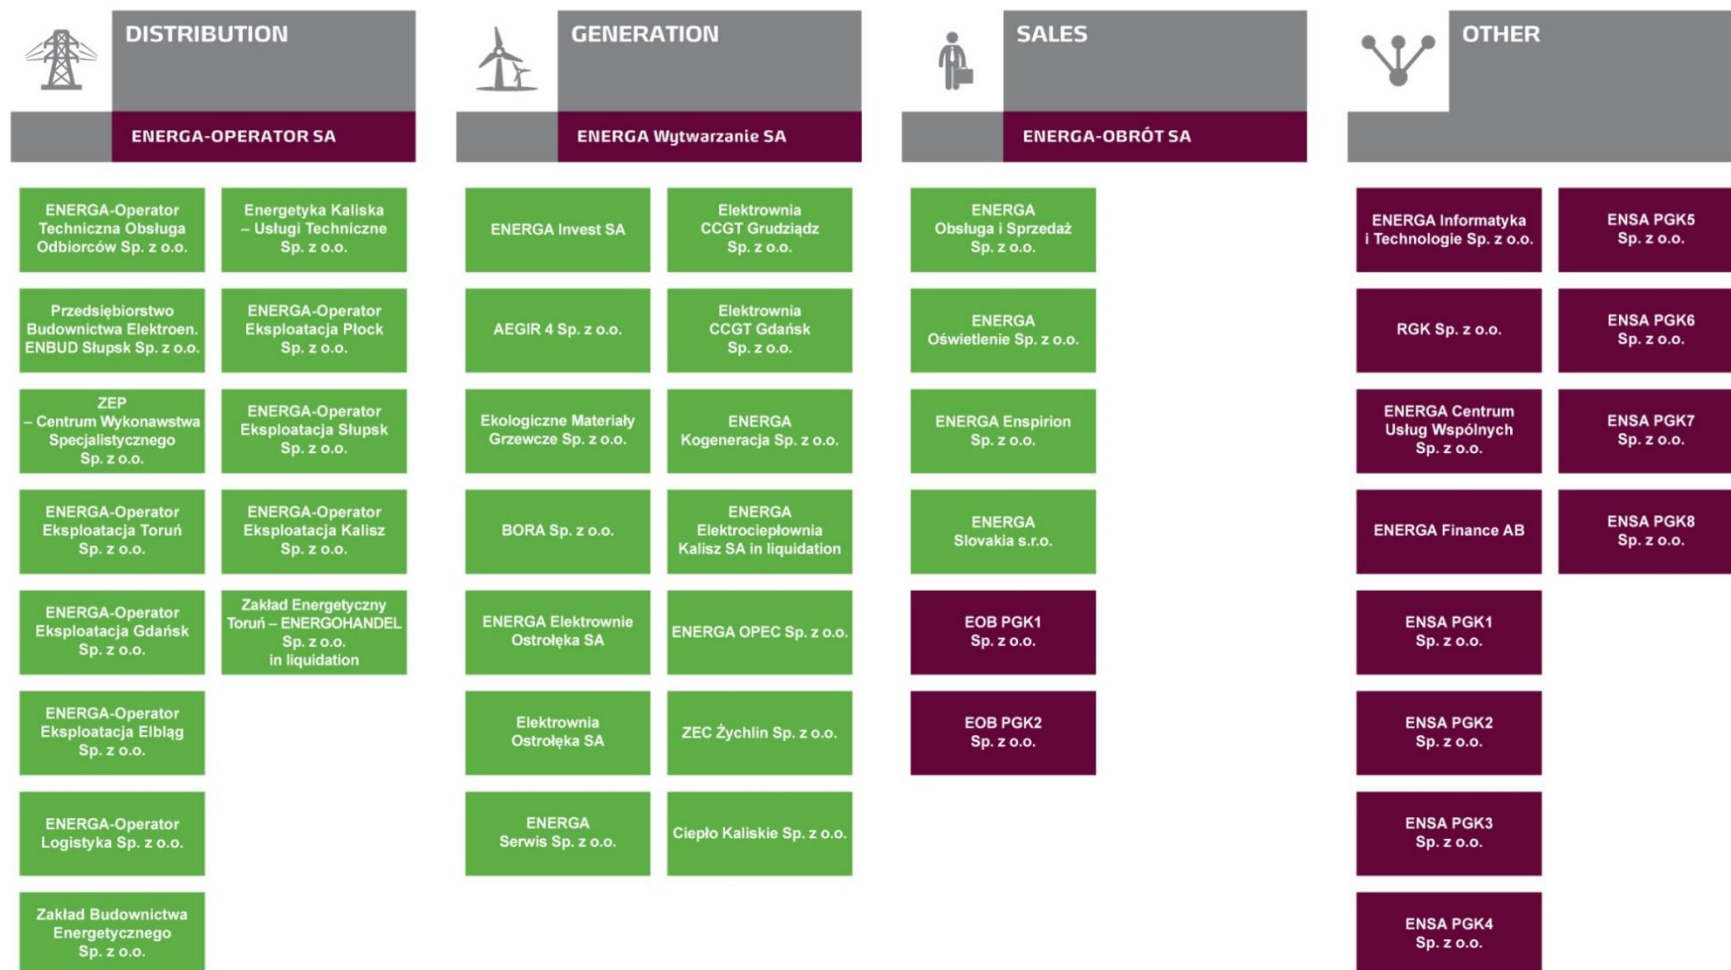 DISTRIBUTION
ENERGA-OPERATOR SA
ENERGA-Operator
Techniczna Obsługa
Odbiorców Sp. z o.o.
Energetyka Kaliska
– Usługi Techniczne
Sp. z o.o.
Przedsiębiorstwo
Budownictwa Elektroen.
ENBUD Słupsk Sp. z o.o.
ENERGA-Operator
Eksploatacja Płock
Sp. z o.o.
ZEP
– Centrum Wykonawstwa
Specjalistycznego
Sp. z o.o.
ENERGA-Operator
Eksploatacja Słupsk
Sp. z o.o.
ENERGA-Operator
Eksploatacja Toruń
Sp. z o.o.
ENERGA-Operator
Eksploatacja Kalisz
Sp. z o.o.
ENERGA-Operator
Eksploatacja Gdańsk
Sp. z o.o.
Zakład Energetyczny
Toruń – ENERGOHANDEL
Sp. z o.o.
in liquidation
ENERGA-Operator
Eksploatacja Elbląg
Sp. z o.o.
ENERGA-Operator
Logistyka Sp. z o.o.
Zakład Budownictwa
Energetycznego
Sp. z o.o.
GENERATION
ENERGA Wytwarzanie SA
ENERGA Invest SA
Elektrownia
CCGT Grudziądz
Sp. z o.o.
AEGIR 4 Sp. z o.o.
Elektrownia
CCGT Gdańsk
Sp. z o.o.
Ekologiczne Materiały
Grzewcze Sp. z o.o.
ENERGA
Kogeneracja Sp. z o.o.
BORA Sp. z o.o.
ENERGA
Elektrociepłownia
Kalisz SA in liquidation
ENERGA Elektrownie
Ostrołęka SA
ENERGA OPEC Sp. z o.o.
Elektrownia
Ostrołęka SA
ZEC Żychlin Sp. z o.o.
ENERGA
Serwis Sp. z o.o.
Ciepło Kaliskie Sp. z o.o.
SALES
ENERGA-OBRÓT SA
ENERGA
Obsługa i Sprzedaż
Sp. z o.o.
ENERGA
Oświetlenie Sp. z o.o.
ENERGA Enspirion
Sp. z o.o.
ENERGA
Slovakia s.r.o.
EOB PGK1
Sp. z o.o.
EOB PGK2
Sp. z o.o.
OTHER
ENERGA Informatyka
i Technologie Sp. z o.o.
ENSA PGK5
Sp. z o.o.
RGK Sp. z o.o.
ENSA PGK6
Sp. z o.o.
ENERGA Centrum
Usług Wspólnych
Sp. z o.o.
ENSA PGK7
Sp. z o.o.
ENERGA Finance AB
ENSA PGK8
Sp. z o.o.
ENSA PGK1
Sp. z o.o.
ENSA PGK2
Sp. z o.o.
ENSA PGK3
Sp. z o.o.
ENSA PGK4
Sp. z o.o.